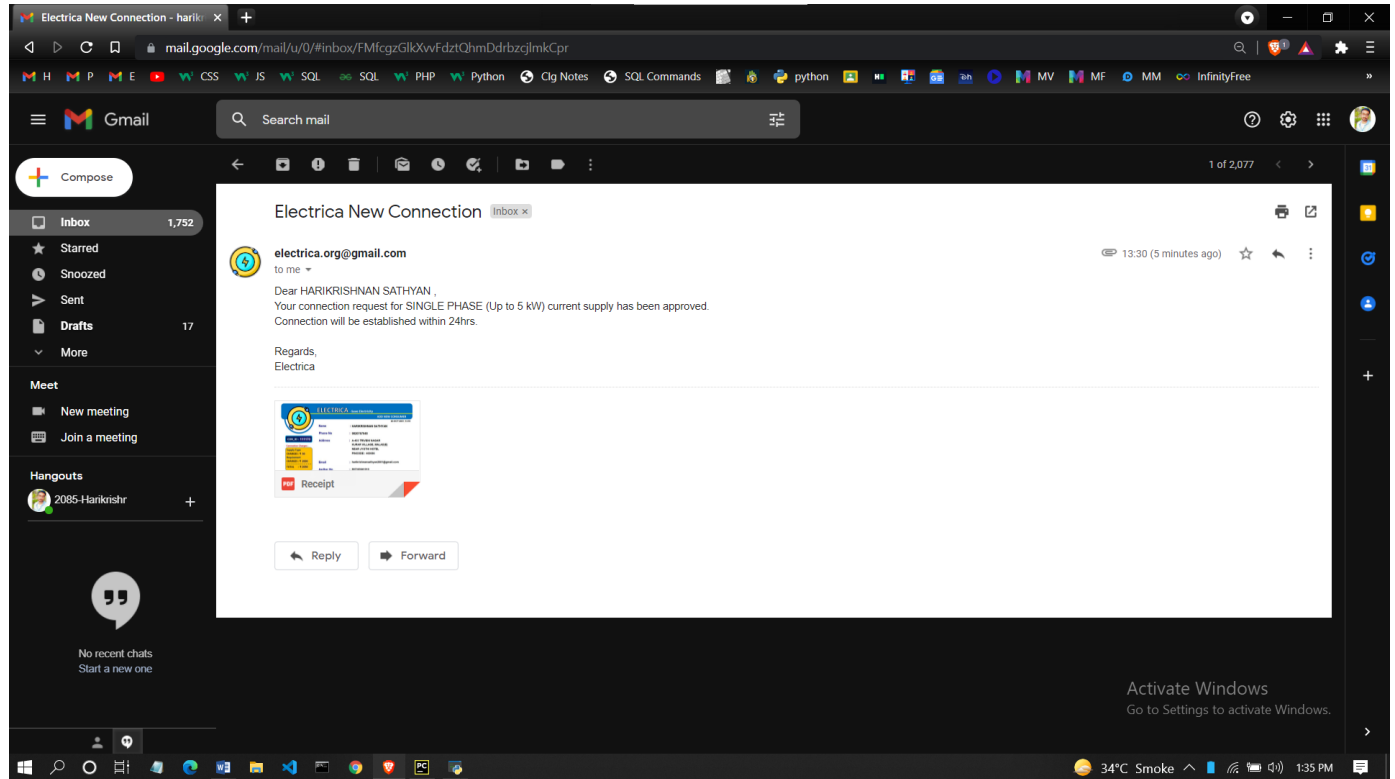 Electrica New Connection - harikri
mail.google.com/mail/u/0/#inbox/FMfcgzGlkXvvFdztQhmDdrbzcjlmkCpr
M H M P M E CSS JS SQL SQL PHP Python Clg Notes SQL Commands python MV MF MM InfinityFree »
Gmail
Search mail
Compose
1 of 2,077
Inbox 1,752
Starred
Snoozed
Sent
Drafts 17
More
Meet
New meeting
Join a meeting
Hangouts
2085-Harikrishr
No recent chats
Start a new one
Electrica New Connection Inbox ×
electrica.org@gmail.com 13:30 (5 minutes ago)
to me
Dear HARIKRISHNAN SATHYAN ,
Your connection request for SINGLE PHASE (Up to 5 kW) current supply has been approved.
Connection will be established within 24hrs.
Regards,
Electrica
ELECTRICA
PDF Receipt
Reply Forward
Activate Windows
Go to Settings to activate Windows.
34°C Smoke 1:35 PM